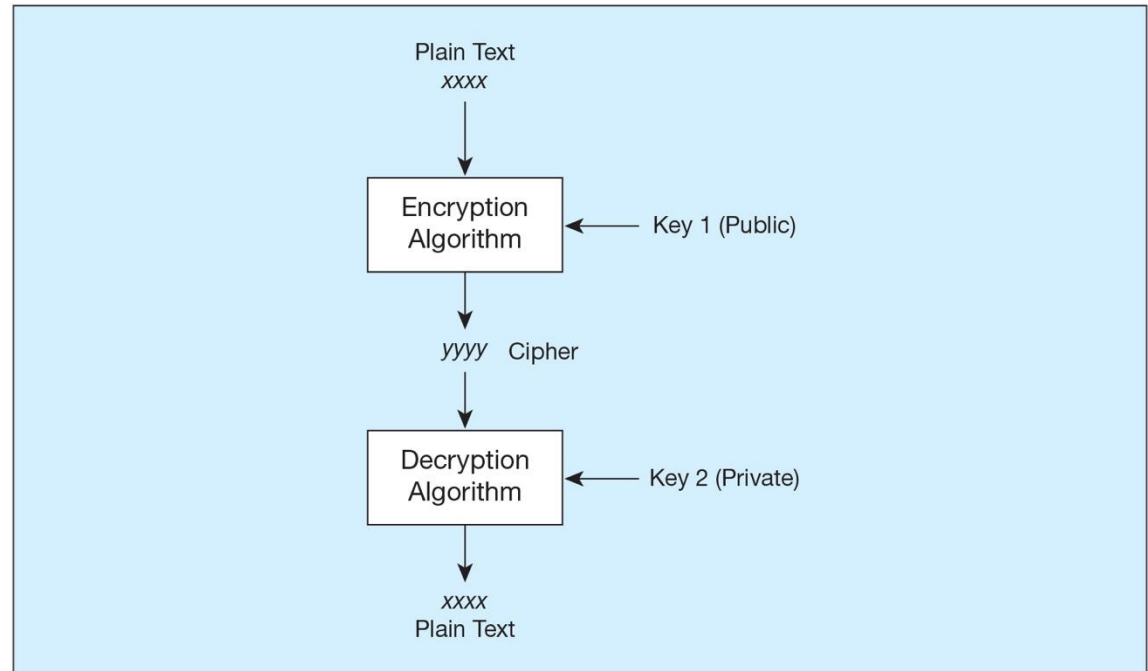 Plain Text
xxxx
Encryption
Algorithm
Key 1 (Public)
yyyy Cipher
Decryption
Algorithm
Key 2 (Private)
xxxx
Plain Text